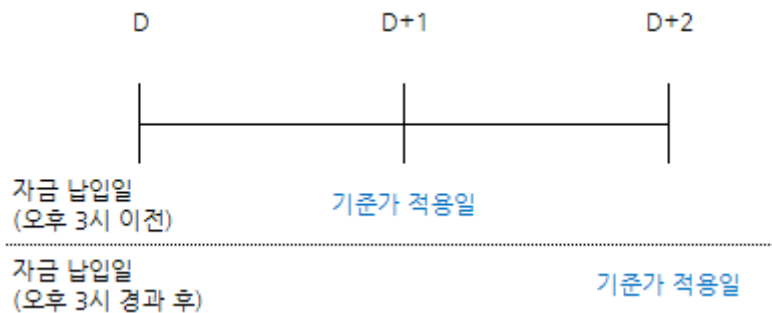 D D+1 D+2
자금 납입일
(오후 3시 이전)
기준가 적용일
자금 납입일
(오후 3시 경과 후)
기준가 적용일